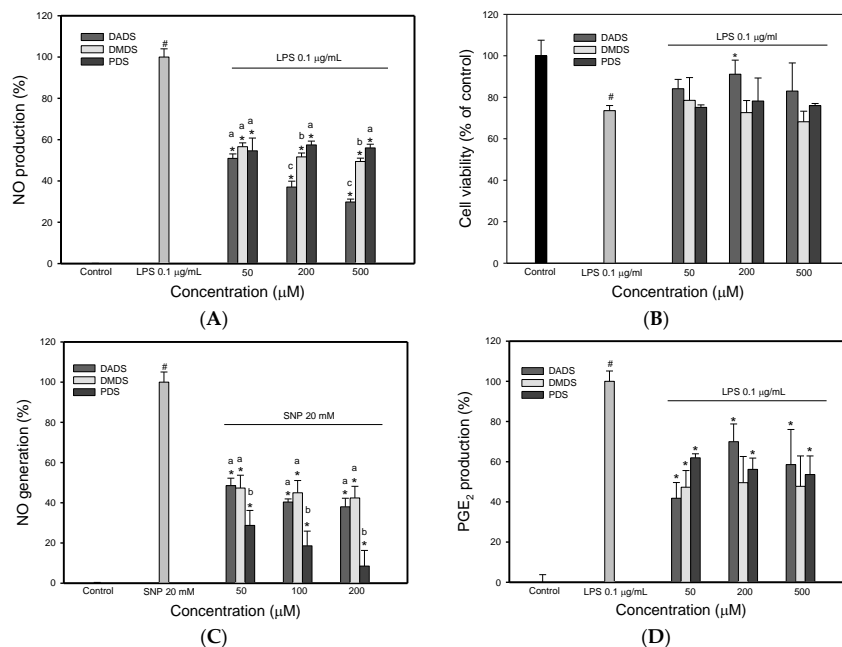 120
100
80
60
40
20
0
NO production (%)
DADS
DMDS
PDS
#
LPS 0.1 µg/mL
a a a
* * *
a
b
* *
c
*
a
b
* *
c
*
Control LPS 0.1 µg/mL 50 200 500
Concentration (µM)
(A)
120
100
80
60
40
20
0
Cell viability (% of control)
DADS
DMDS
PDS
LPS 0.1 µg/ml
#
*
Control LPS 0.1 µg/ml 50 200 500
Concentration (µM)
(B)
120
100
80
60
40
20
0
NO generation (%)
DADS
DMDS
PDS
#
SNP 20 mM
a a
* *
b
*
a a
* *
b
*
a a
* *
b
*
Control SNP 20 mM 50 100 200
Concentration (µM)
(C)
120
100
80
60
40
20
0
PGE2 production (%)
DADS
DMDS
PDS
#
LPS 0.1 µg/mL
* * *
* *
* *
Control LPS 0.1 µg/mL 50 200 500
Concentration (µM)
(D)